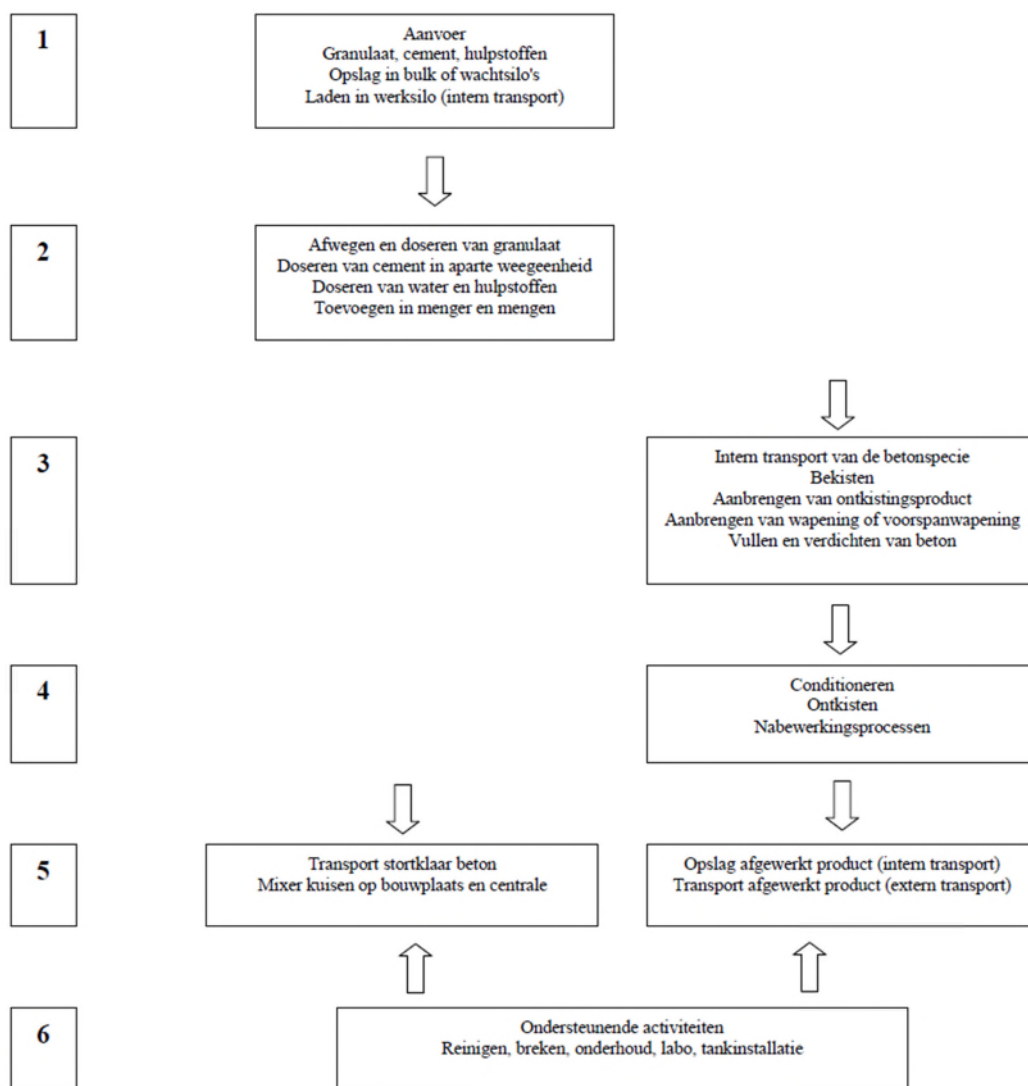 1
Aanvoer
Granulaat, cement, hulpstoffen
Opslag in bulk of wachtsilo's
Laden in werksilo (intern transport)
2
Afwegen en doseren van granulaat
Doseren van cement in aparte weegeenheid
Doseren van water en hulpstoffen
Toevoegen in menger en mengen
3
Intern transport van de betonspecie
Bekisten
Aanbrengen van ontkistingsproduct
Aanbrengen van wapening of voorspanwapening
Vullen en verdichten van beton
4
Conditioneren
Ontkisten
Nabewerkingsprocessen
5
Transport stortklaar beton
Mixer kuisen op bouwplaats en centrale
Opslag afgewerkt product (intern transport)
Transport afgewerkt product (extern transport)
6
Ondersteunende activiteiten
Reinigen, breken, onderhoud, labo, tankinstallatie